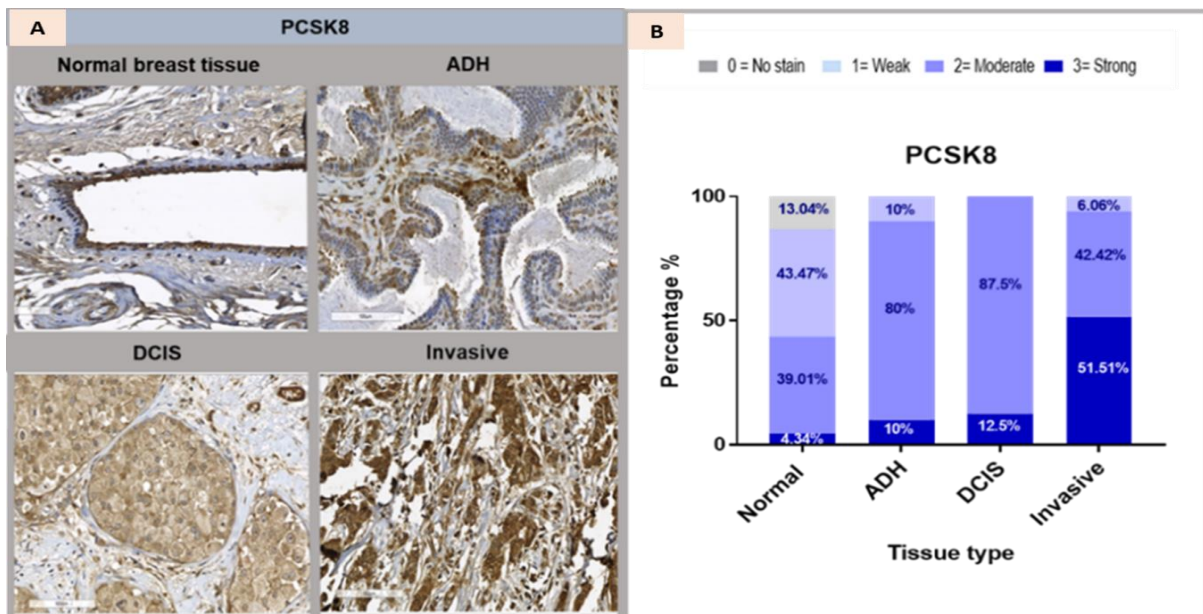 A
PCSK8
Normal breast tissue
ADH
DCIS
Invasive
B
0 = No stain 1= Weak 2= Moderate 3= Strong
PCSK8
Percentage %
100
50
0
13.04%
43.47%
39.01%
4.34%
10%
80%
10%
87.5%
12.5%
6.06%
42.42%
51.51%
Normal
ADH
DCIS
Invasive
Tissue type